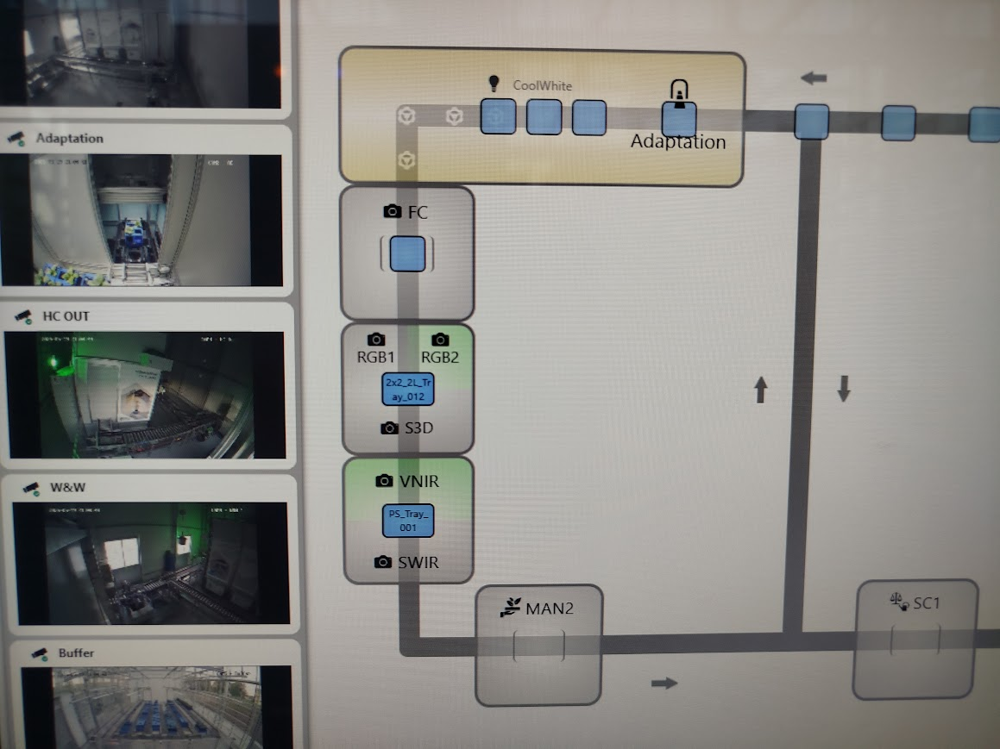 Adaptation
HC OUT
W&W
Buffer
CoolWhite
Adaptation
FC
RGB1
RGB2
2x2_2L_Tr
ay_012
S3D
VNIR
PS_Tray_
001
SWIR
MAN2
SC1